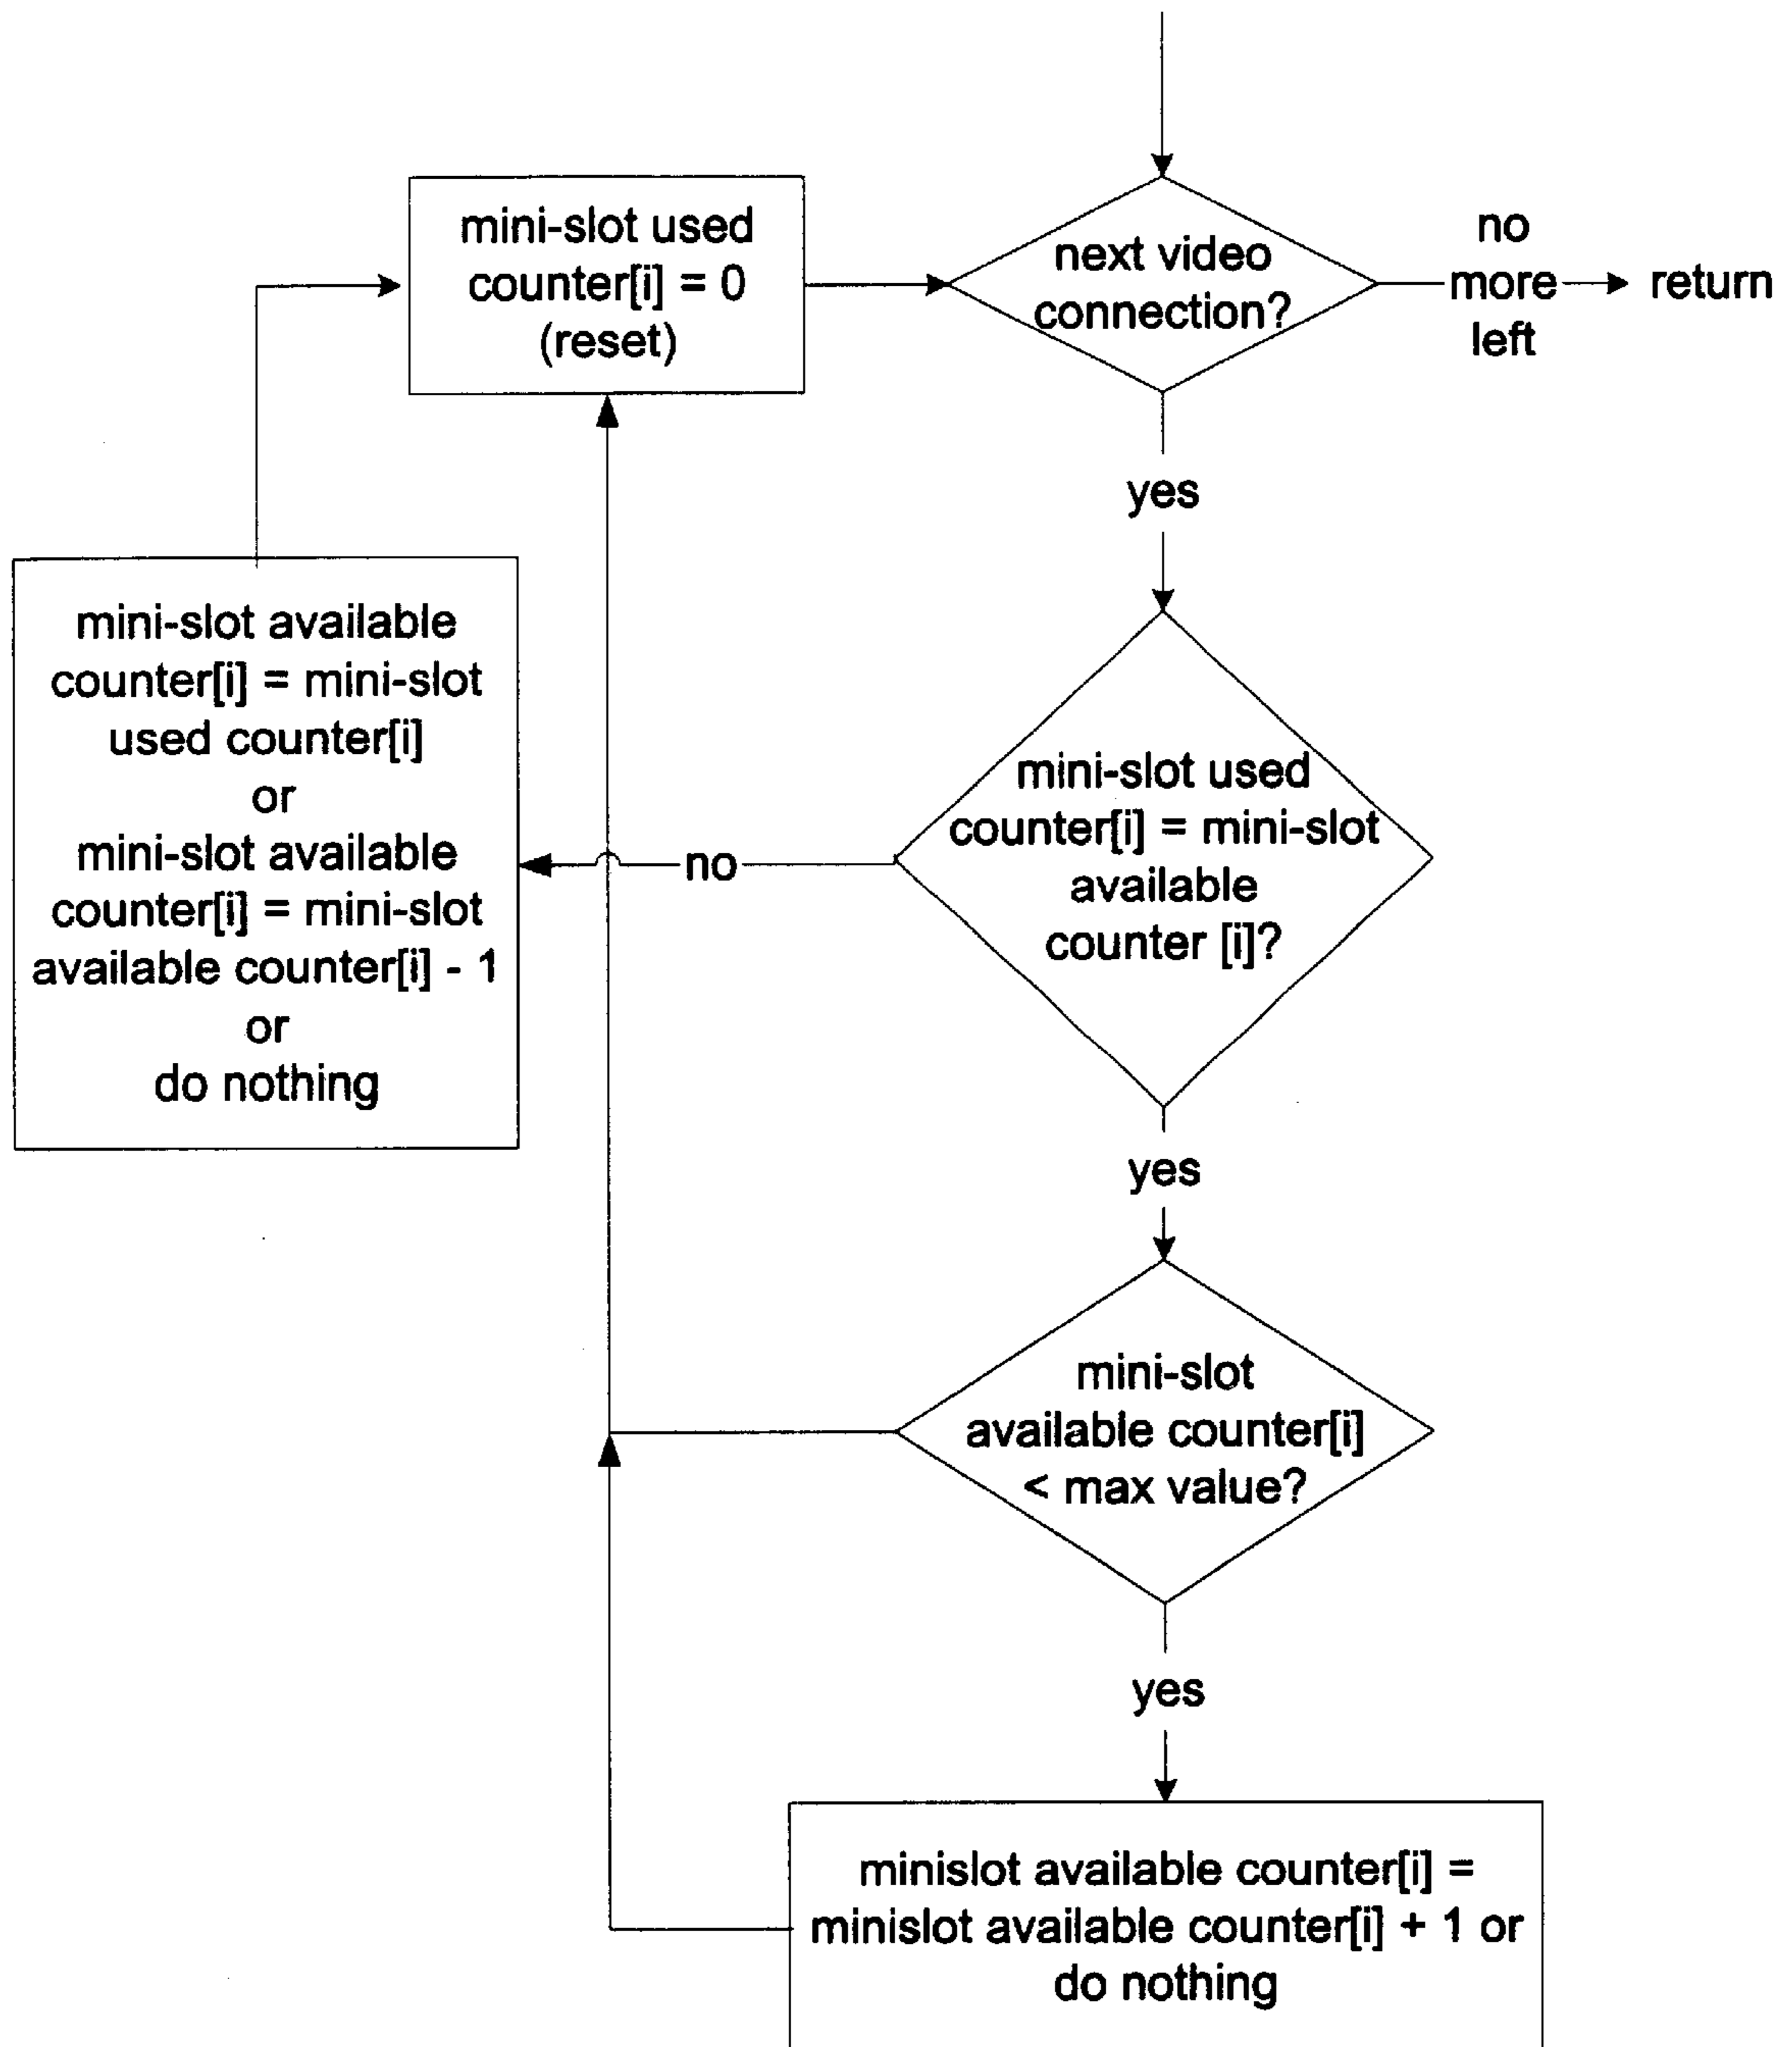 mini-slot used
counter[i] = 0
(reset)
next video
connection?
no
more
left
return
yes
mini-slot available
counter[i] = mini-slot
used counter[i]
or
mini-slot available
counter[i] = mini-slot
available counter[i] - 1
or
do nothing
no
mini-slot used
counter[i] = mini-slot
available
counter [i]?
yes
mini-slot
available counter[i]
< max value?
yes
minislot available counter[i] =
minislot available counter[i] + 1 or
do nothing